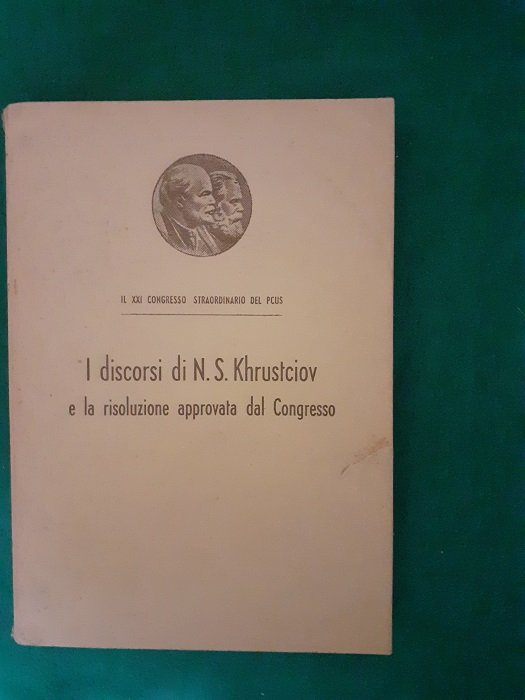 IL XXI CONGRESSO STRAORDINARIO DEL PCUS
I discorsi di N. S. Khrustciov
e la risoluzione approvata dal Congresso